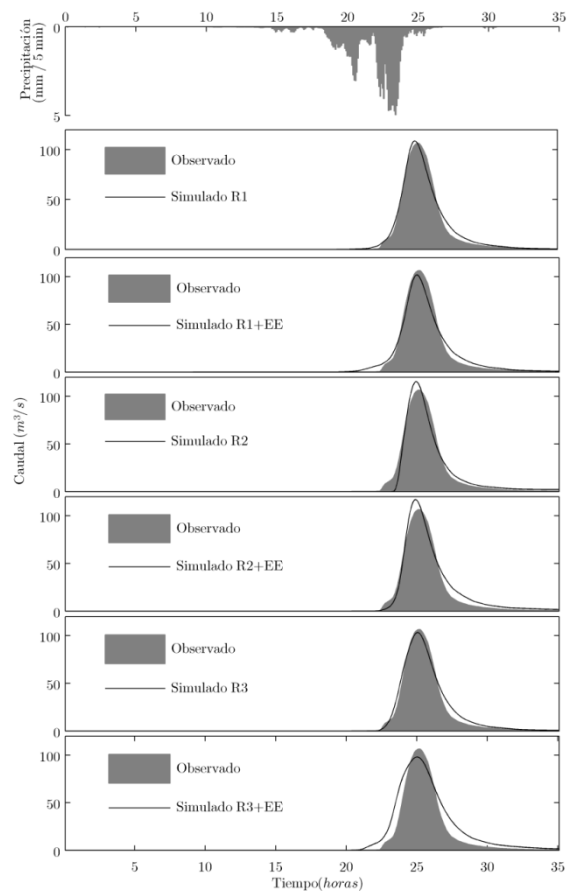 0 5 10 15 20 25 30 35
0
5
Precipitación
(mm / 5 min)
100
50
0
Observado
Simulado R1
100
50
0
Observado
Simulado R1+EE
100
50
0
Observado
Simulado R2
100
50
0
Observado
Simulado R2+EE
100
50
0
Observado
Simulado R3
100
50
0
Observado
Simulado R3+EE
Caudal (m³/s)
5 10 15 20 25 30 35
Tiempo(horas)